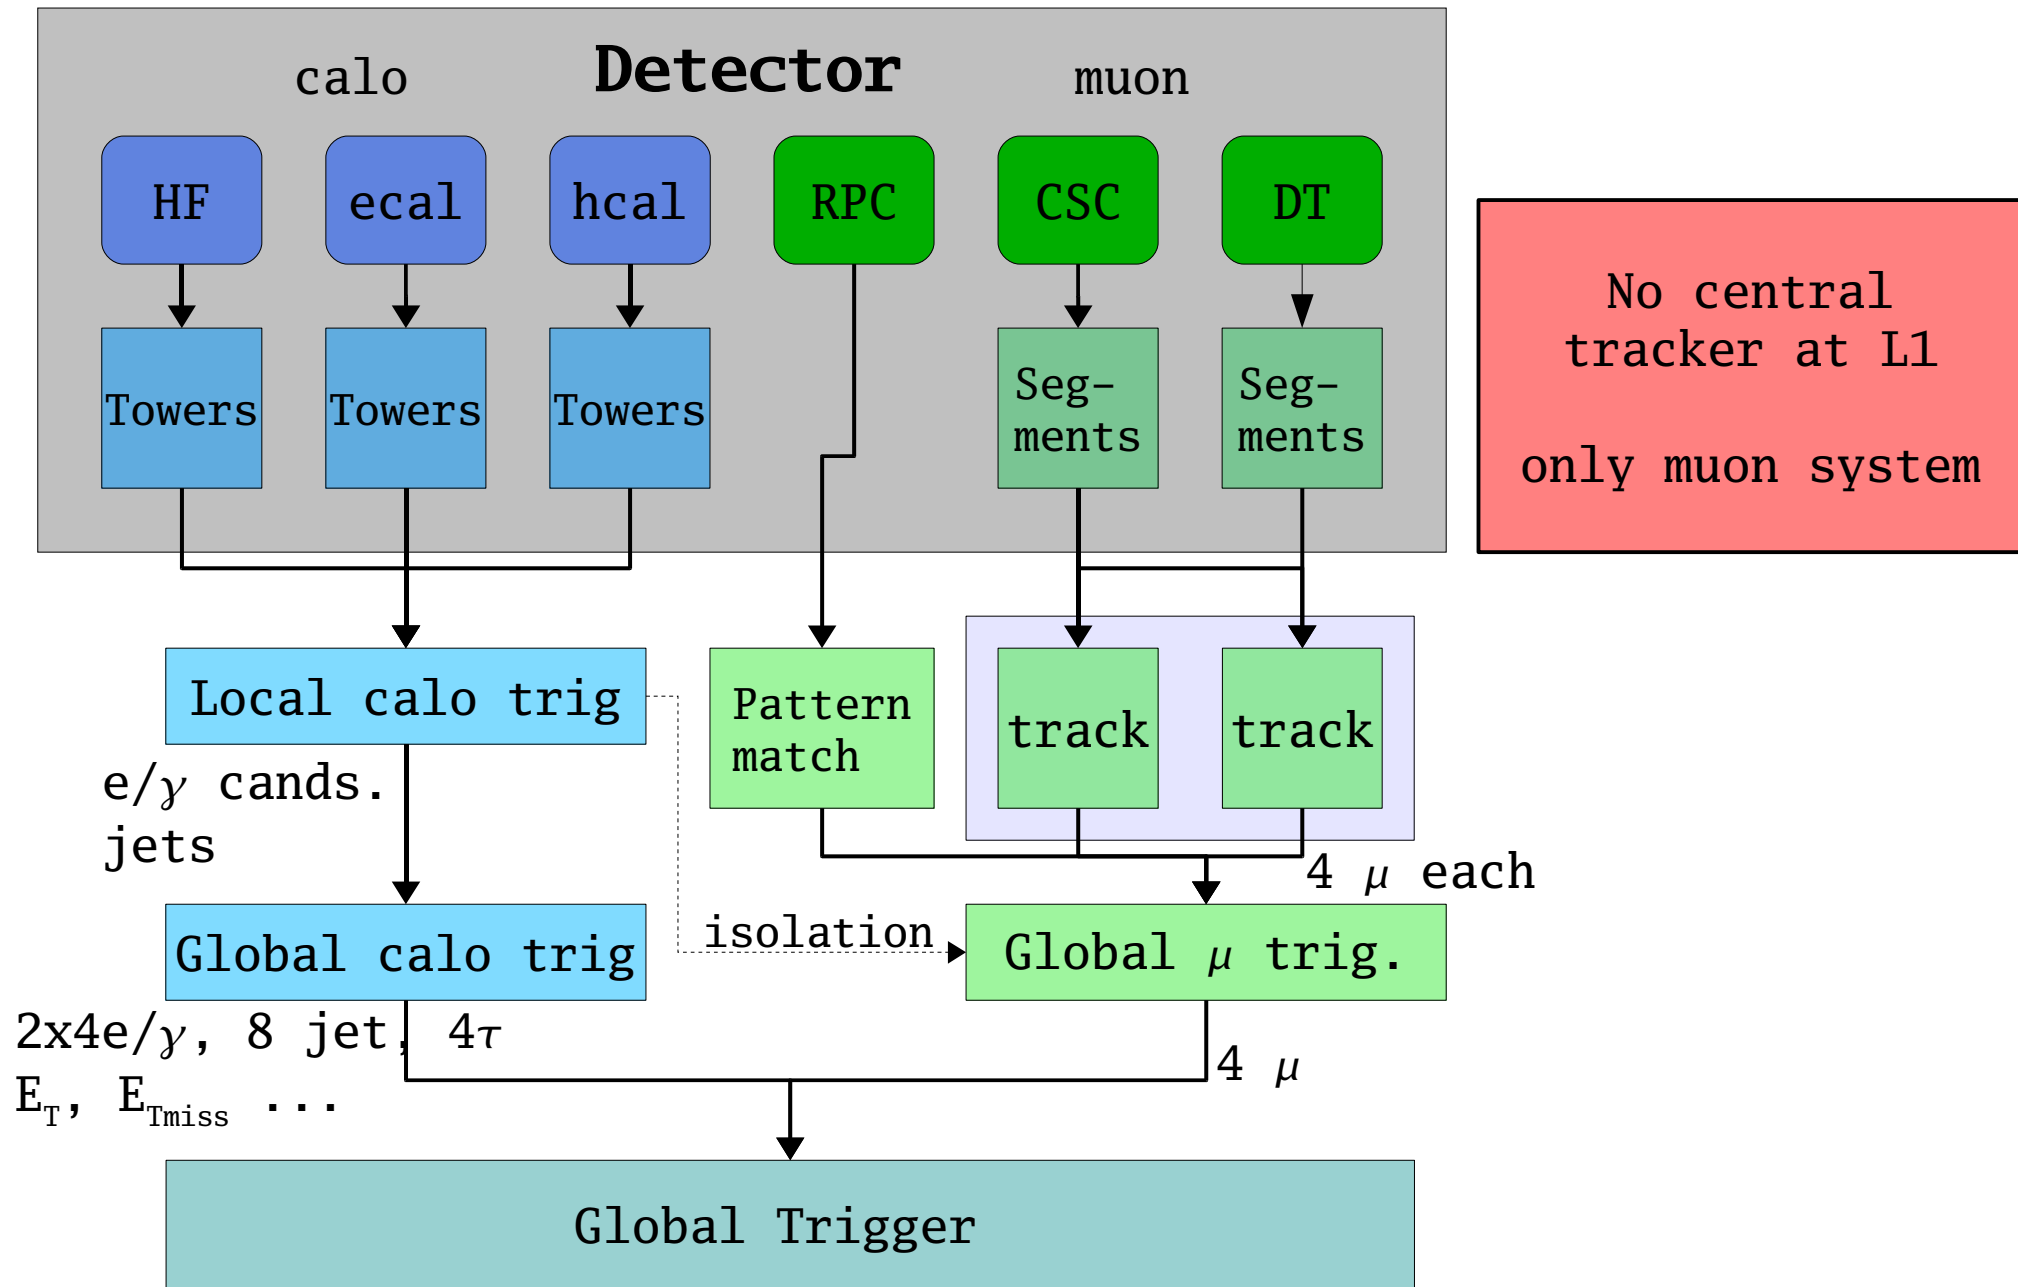 calo Detector muon
HF ecal hcal RPC CSC DT
Towers Towers Towers
Seg-
ments
Seg-
ments
No central
tracker at L1
only muon system
Local calo trig
Pattern
match
track track
e/γ cands.
jets
4 μ each
Global calo trig
isolation
Global μ trig.
2x4e/γ, 8 jet, 4τ
E_T, E_Tmiss ...
4 μ
Global Trigger